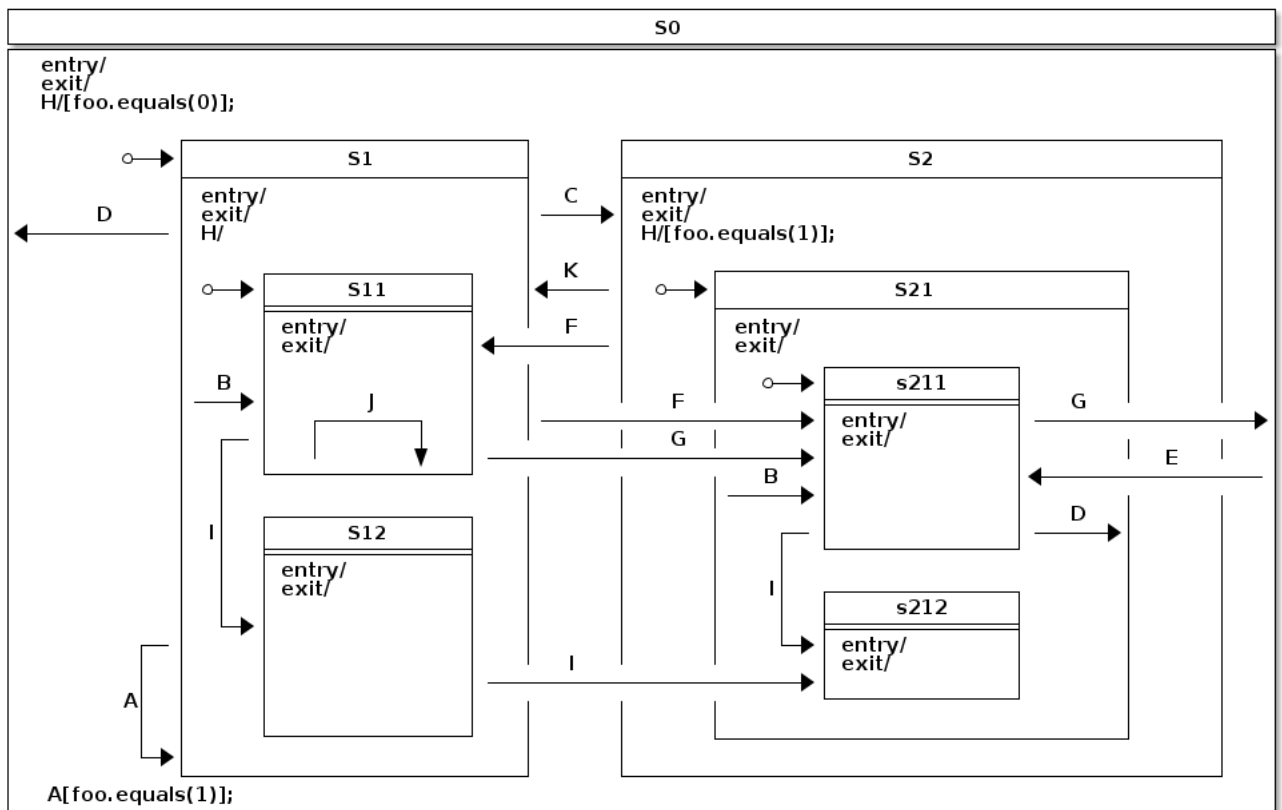 S0
entry/
exit/
H/[foo.equals(0)];
S1
S2
D
entry/
exit/
H/
C
entry/
exit/
H/[foo.equals(1)];
K
S11
S21
entry/
exit/
F
entry/
exit/
B
J
s211
F
G
entry/
exit/
G
E
B
D
I
S12
entry/
exit/
I
s212
entry/
exit/
I
A
A[foo.equals(1)];